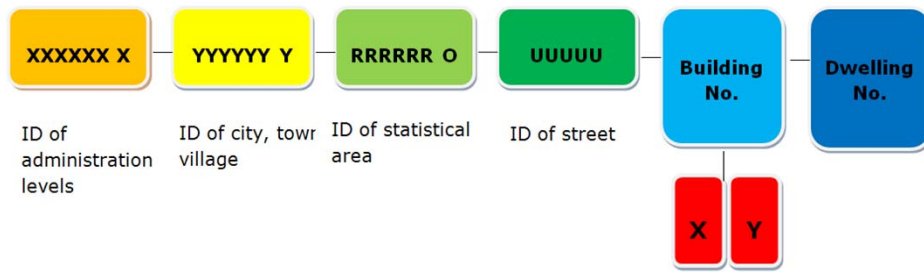 XXXXXX X
YYYYYY Y
RRRRRR O
UUUUU
Building
No.
Dwelling
No.
ID of
administration
levels
ID of city, town
village
ID of statistical
area
ID of street
X
Y